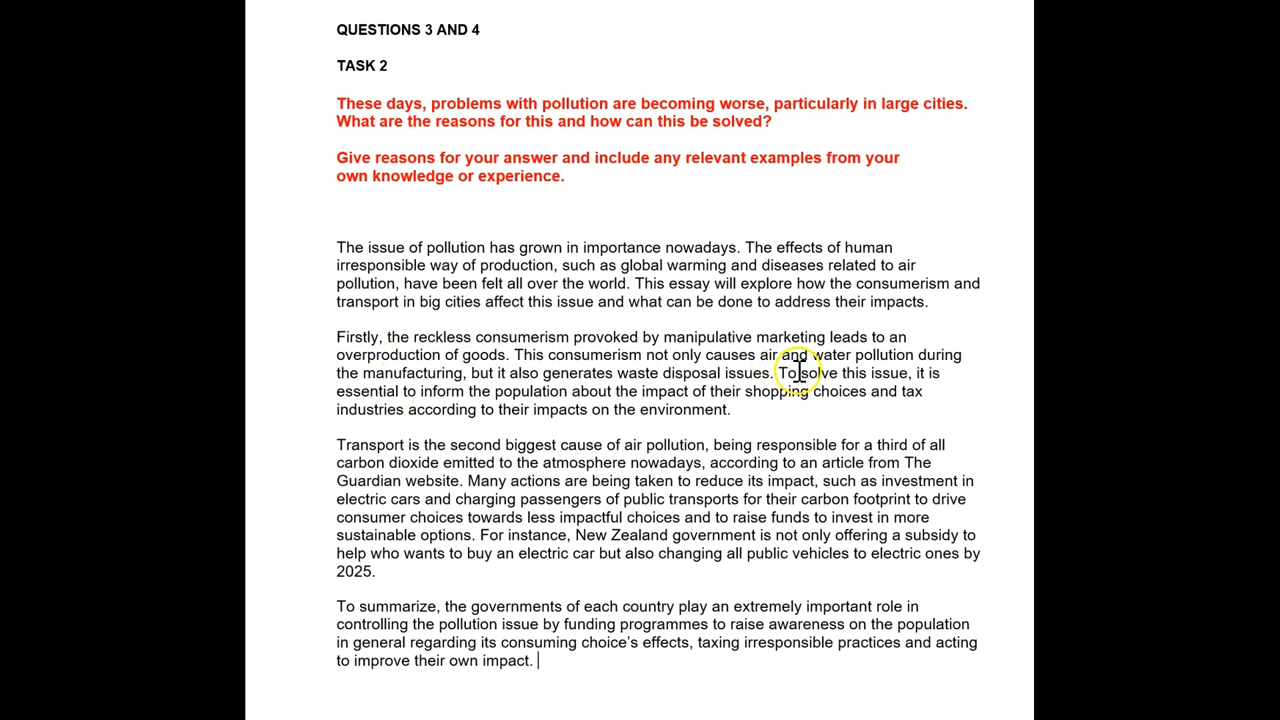 QUESTIONS 3 AND 4
TASK 2
These days, problems with pollution are becoming worse, particularly in large cities.
What are the reasons for this and how can this be solved?
Give reasons for your answer and include any relevant examples from your
own knowledge or experience.
The issue of pollution has grown in importance nowadays. The effects of human
irresponsible way of production, such as global warming and diseases related to air
pollution, have been felt all over the world. This essay will explore how the consumerism and
transport in big cities affect this issue and what can be done to address their impacts.
Firstly, the reckless consumerism provoked by manipulative marketing leads to an
overproduction of goods. This consumerism not only causes air and water pollution during
the manufacturing, but it also generates waste disposal issues. To solve this issue, it is
essential to inform the population about the impact of their shopping choices and tax
industries according to their impacts on the environment.
Transport is the second biggest cause of air pollution, being responsible for a third of all
carbon dioxide emitted to the atmosphere nowadays, according to an article from The
Guardian website. Many actions are being taken to reduce its impact, such as investment in
electric cars and charging passengers of public transports for their carbon footprint to drive
consumer choices towards less impactful choices and to raise funds to invest in more
sustainable options. For instance, New Zealand government is not only offering a subsidy to
help who wants to buy an electric car but also changing all public vehicles to electric ones by
2025.
To summarize, the governments of each country play an extremely important role in
controlling the pollution issue by funding programmes to raise awareness on the population
in general regarding its consuming choice's effects, taxing irresponsible practices and acting
to improve their own impact.